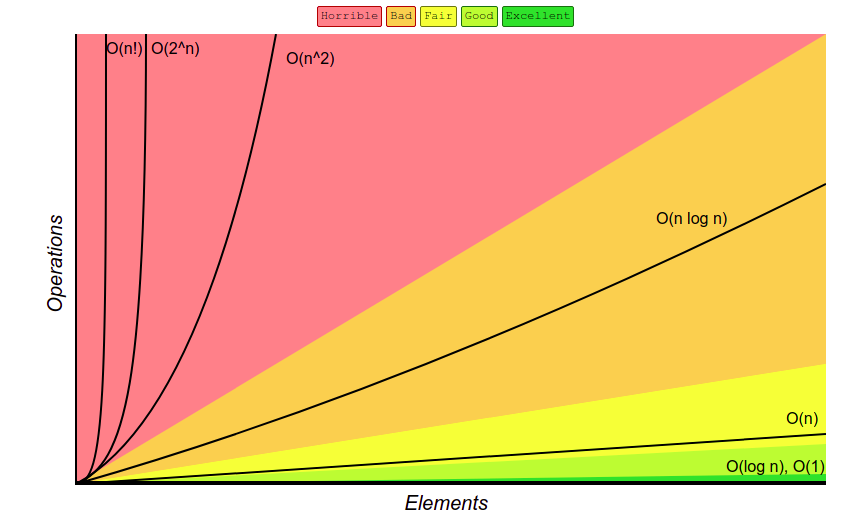 Horrible Bad Fair Good Excellent
O(n!) O(2^n)
O(n^2)
O(n log n)
Operations
O(n)
O(log n), O(1)
Elements